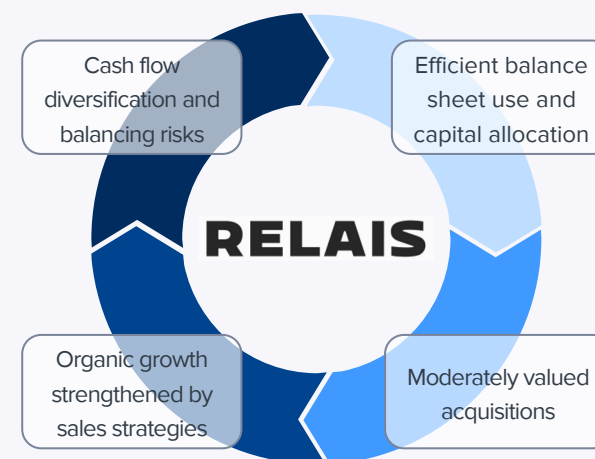 Cash flow
diversification and
balancing risks
Efficient balance
sheet use and
capital allocation
RELAIS
Organic growth
strengthened by
sales strategies
Moderately valued
acquisitions